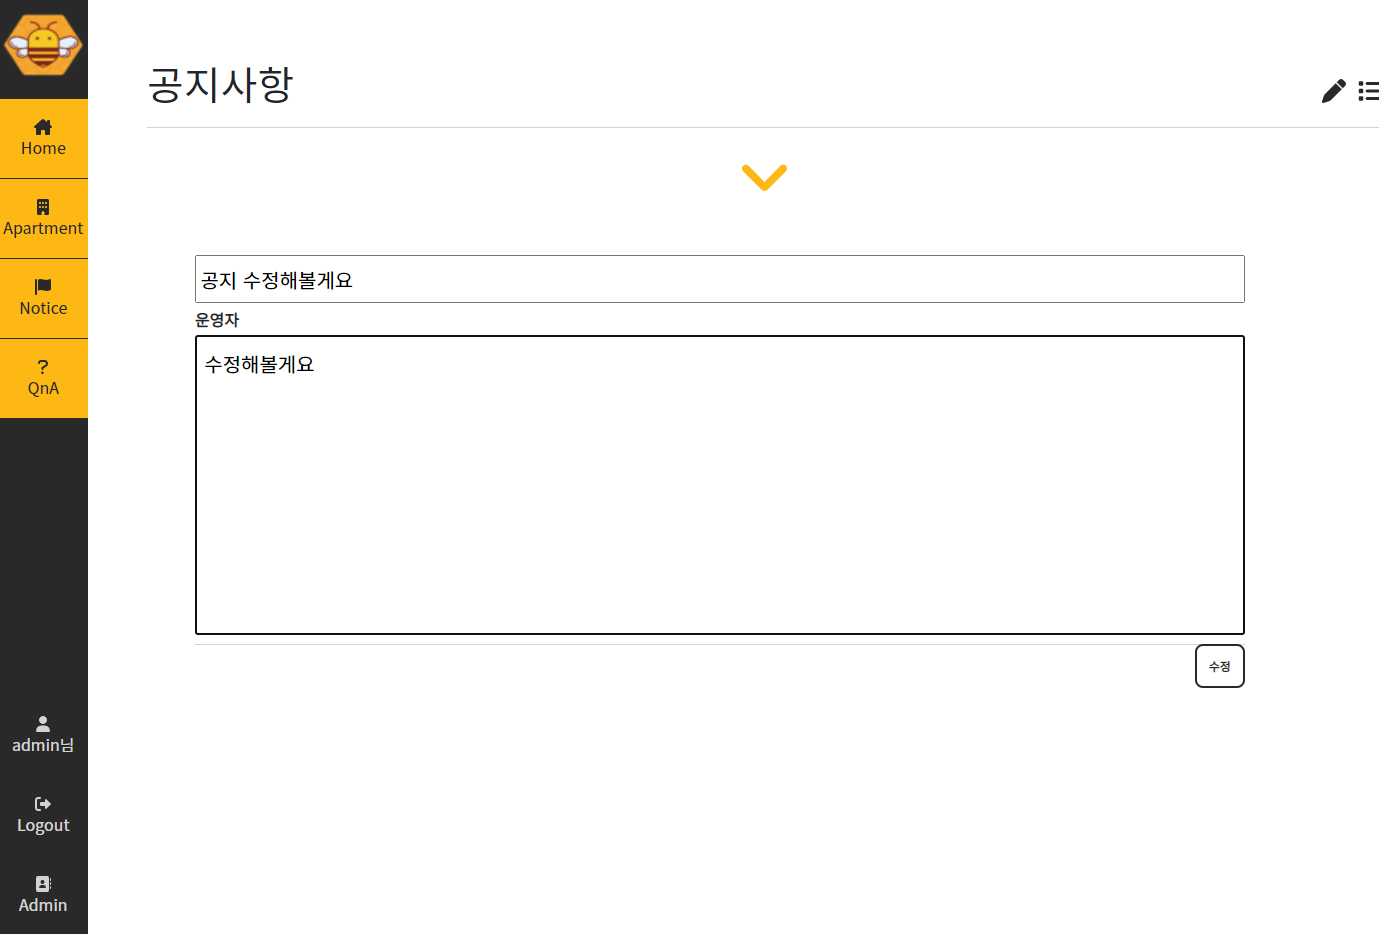 Home
Apartment
Notice
?
QnA
admin님
Logout
Admin
공지사항
공지 수정해볼게요
운영자
수정해볼게요
수정